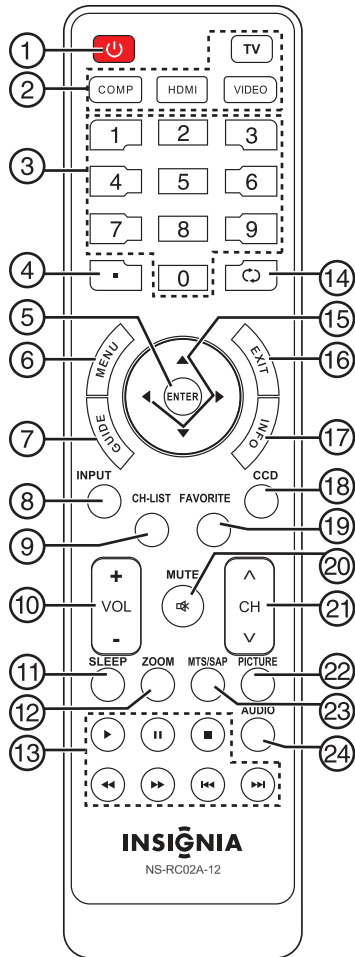 1
TV
2
COMP HDMI VIDEO
3
1 2 3
4 5 6
7 8 9
4
. 0
14
5
15
6
MENU
EXIT
16
ENTER
7
GUIDE
INFO
17
INPUT
CCD
8
18
CH-LIST FAVORITE
9
19
MUTE
20
10
+
VOL
-
CH
21
SLEEP ZOOM MTS/SAP PICTURE
11
22
12
23
13
AUDIO
24
INSIGNIA
NS-RC02A-12